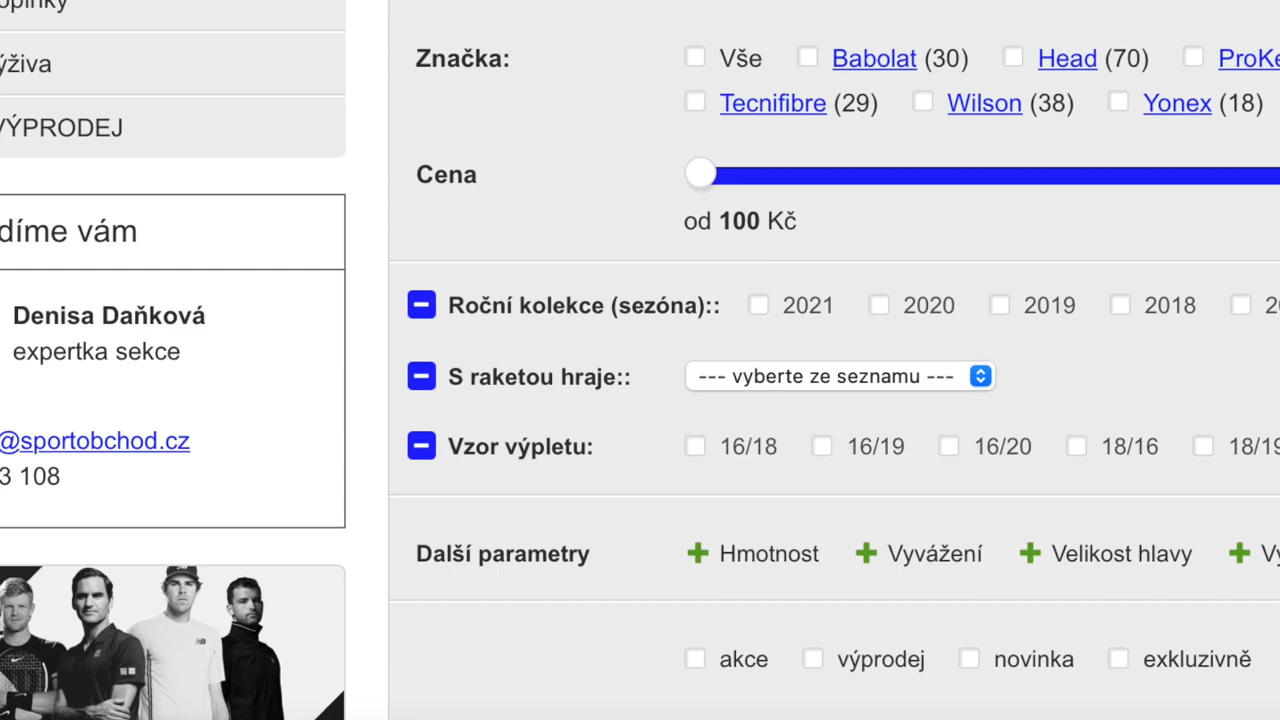 VÝPRODEJ
vám
Denisa Daňková
expertka sekce
@sportobchod.cz
3 108
Značka: Vše Babolat (30) Head (70)
Tecnifibre (29) Wilson (38) Yonex (18)
Cena
od 100 Kč
Roční kolekce (sezóna):: 2021 2020 2019 2018
S raketou hraje:: --- vyberte ze seznamu ---
Vzor výpletu: 16/18 16/19 16/20 18/16 18/19
Další parametry Hmotnost Vyvážení Velikost hlavy
akce výprodej novinka exkluzivně